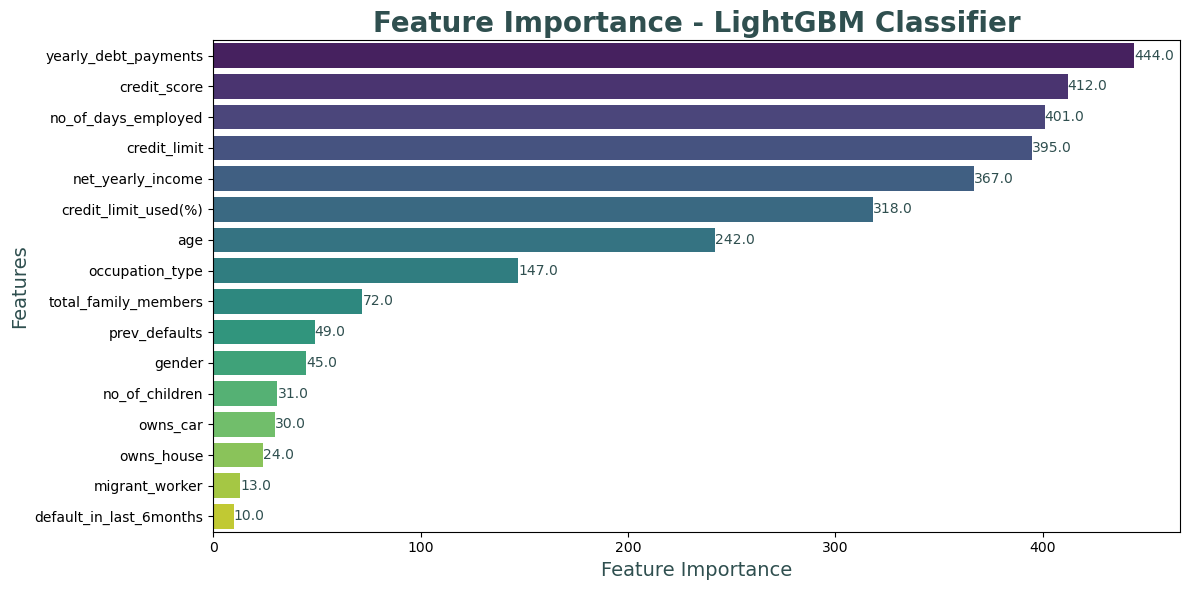 Feature Importance - LightGBM Classifier
yearly_debt_payments 444.0
credit_score 412.0
no_of_days_employed 401.0
credit_limit 395.0
net_yearly_income 367.0
credit_limit_used(%) 318.0
age 242.0
occupation_type 147.0
total_family_members 72.0
prev_defaults 49.0
gender 45.0
no_of_children 31.0
owns_car 30.0
owns_house 24.0
migrant_worker 13.0
default_in_last_6months 10.0
Features
0 100 200 300 400
Feature Importance